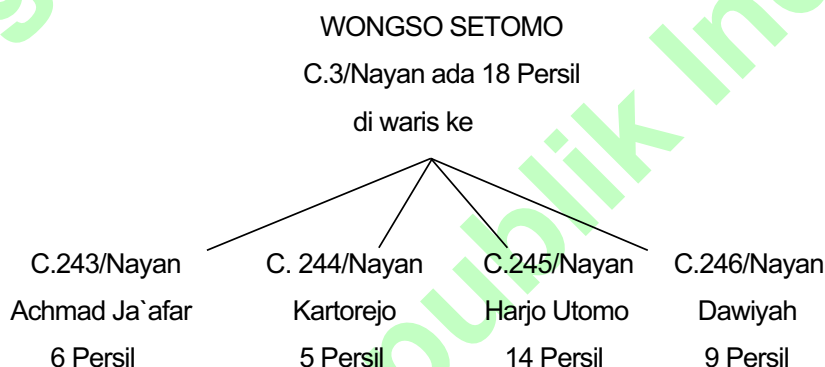 WONGSO SETOMO
C.3/Nayan ada 18 Persil
di waris ke
C.243/Nayan C. 244/Nayan C.245/Nayan C.246/Nayan
Achmad Ja`afar Kartorejo Harjo Utomo Dawiyah
6 Persil 5 Persil 14 Persil 9 Persil